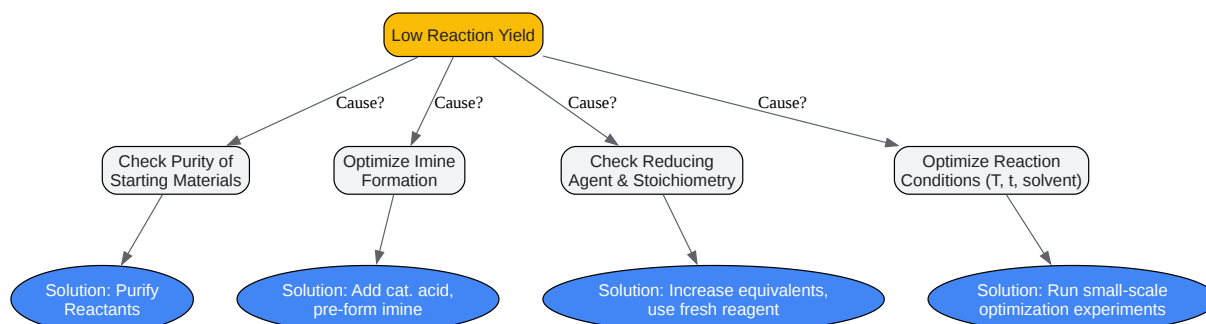 Low Reaction Yield
Cause?
Cause?
Cause?
Cause?
Check Purity of
Starting Materials
Optimize Imine
Formation
Check Reducing
Agent & Stoichiometry
Optimize Reaction
Conditions (T, t, solvent)
Solution: Purify
Reactants
Solution: Add cat. acid,
pre-form imine
Solution: Increase equivalents,
use fresh reagent
Solution: Run small-scale
optimization experiments